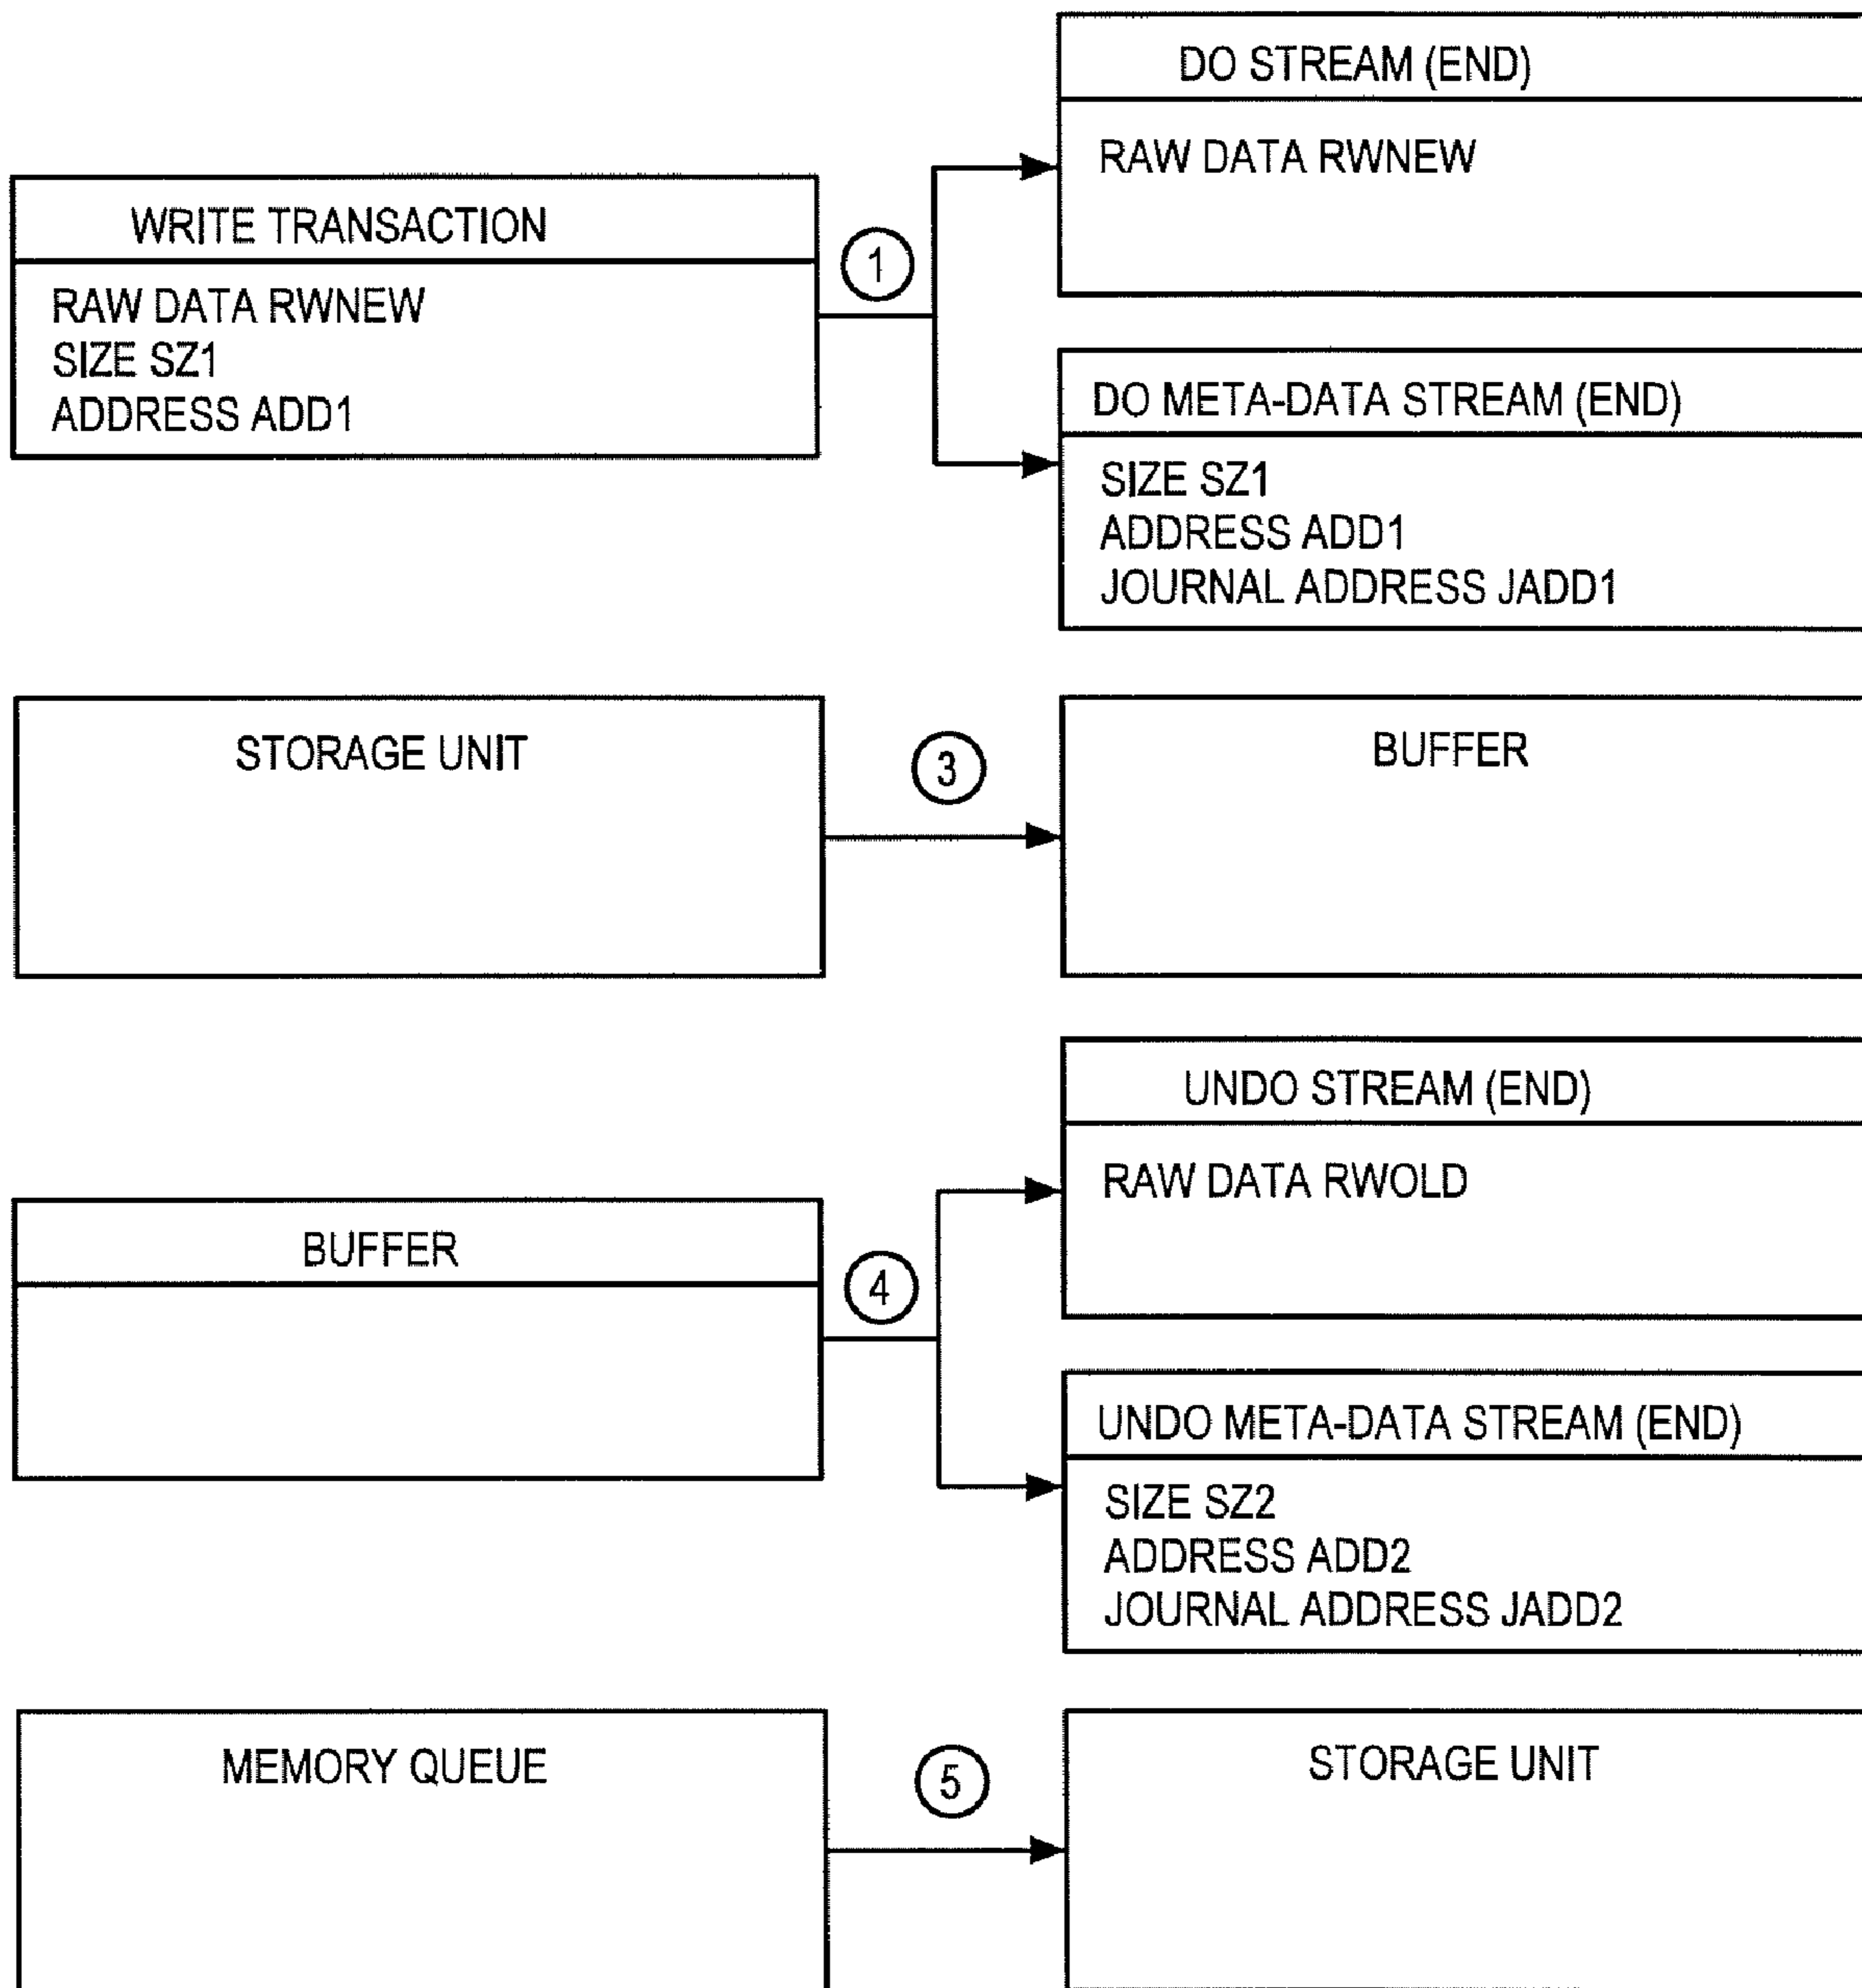 DO STREAM (END)
RAW DATA RWNEW
WRITE TRANSACTION
RAW DATA RWNEW
SIZE SZ1
ADDRESS ADD1
1
DO META-DATA STREAM (END)
SIZE SZ1
ADDRESS ADD1
JOURNAL ADDRESS JADD1
STORAGE UNIT
3
BUFFER
UNDO STREAM (END)
RAW DATA RWOLD
BUFFER
4
UNDO META-DATA STREAM (END)
SIZE SZ2
ADDRESS ADD2
JOURNAL ADDRESS JADD2
MEMORY QUEUE
5
STORAGE UNIT